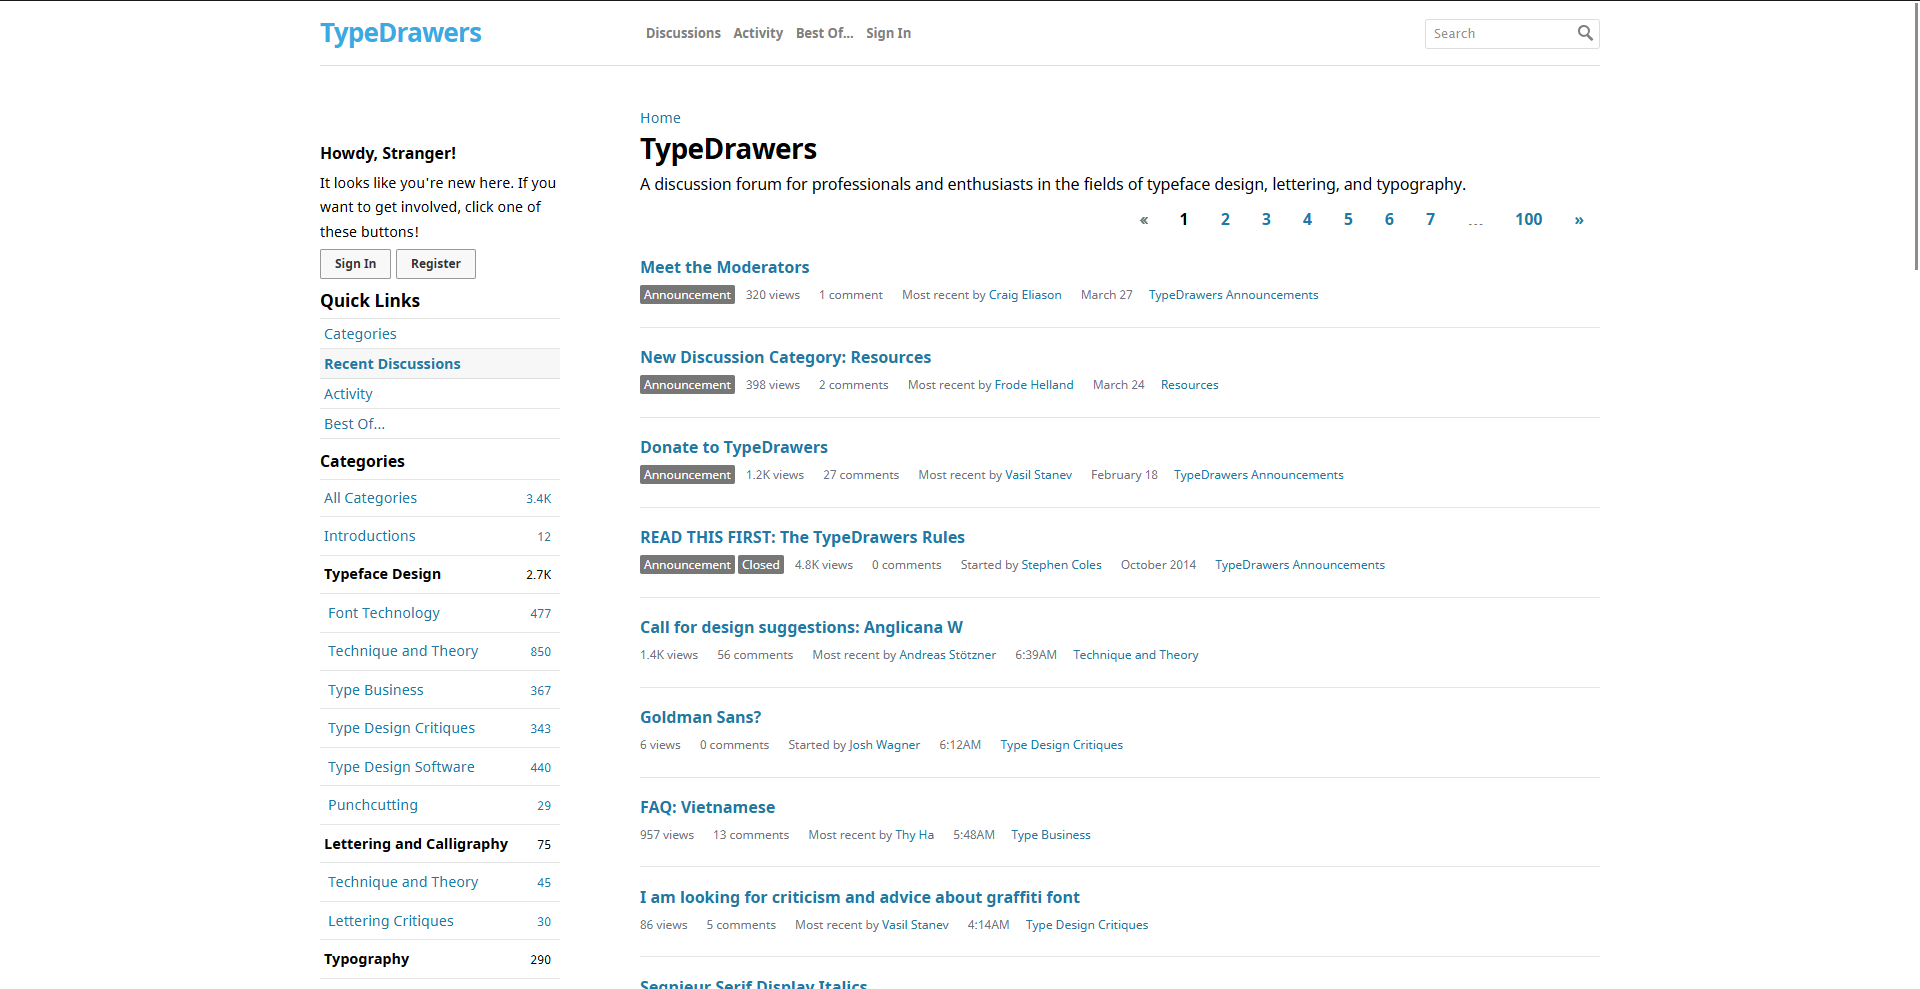 TypeDrawers
Discussions Activity Best Of... Sign In
Search
Howdy, Stranger!
It looks like you're new here. If you
want to get involved, click one of
these buttons!
Sign In Register
Quick Links
Categories
Recent Discussions
Activity
Best Of...
Categories
All Categories 3.4K
Introductions 12
Typeface Design 2.7K
Font Technology 477
Technique and Theory 850
Type Business 367
Type Design Critiques 343
Type Design Software 440
Punchcutting 29
Lettering and Calligraphy 75
Technique and Theory 45
Lettering Critiques 30
Typography 290
Home
TypeDrawers
A discussion forum for professionals and enthusiasts in the fields of typeface design, lettering, and typography.
« 1 2 3 4 5 6 7 … 100 »
Meet the Moderators
Announcement 320 views 1 comment Most recent by Craig Eliason March 27 TypeDrawers Announcements
New Discussion Category: Resources
Announcement 398 views 2 comments Most recent by Frode Helland March 24 Resources
Donate to TypeDrawers
Announcement 1.2K views 27 comments Most recent by Vasil Stanev February 18 TypeDrawers Announcements
READ THIS FIRST: The TypeDrawers Rules
Announcement Closed 4.8K views 0 comments Started by Stephen Coles October 2014 TypeDrawers Announcements
Call for design suggestions: Anglicana W
1.4K views 56 comments Most recent by Andreas Stötzner 6:39AM Technique and Theory
Goldman Sans?
6 views 0 comments Started by Josh Wagner 6:12AM Type Design Critiques
FAQ: Vietnamese
957 views 13 comments Most recent by Thy Ha 5:48AM Type Business
I am looking for criticism and advice about graffiti font
86 views 5 comments Most recent by Vasil Stanev 4:14AM Type Design Critiques
Segnieur Serif Display Italics